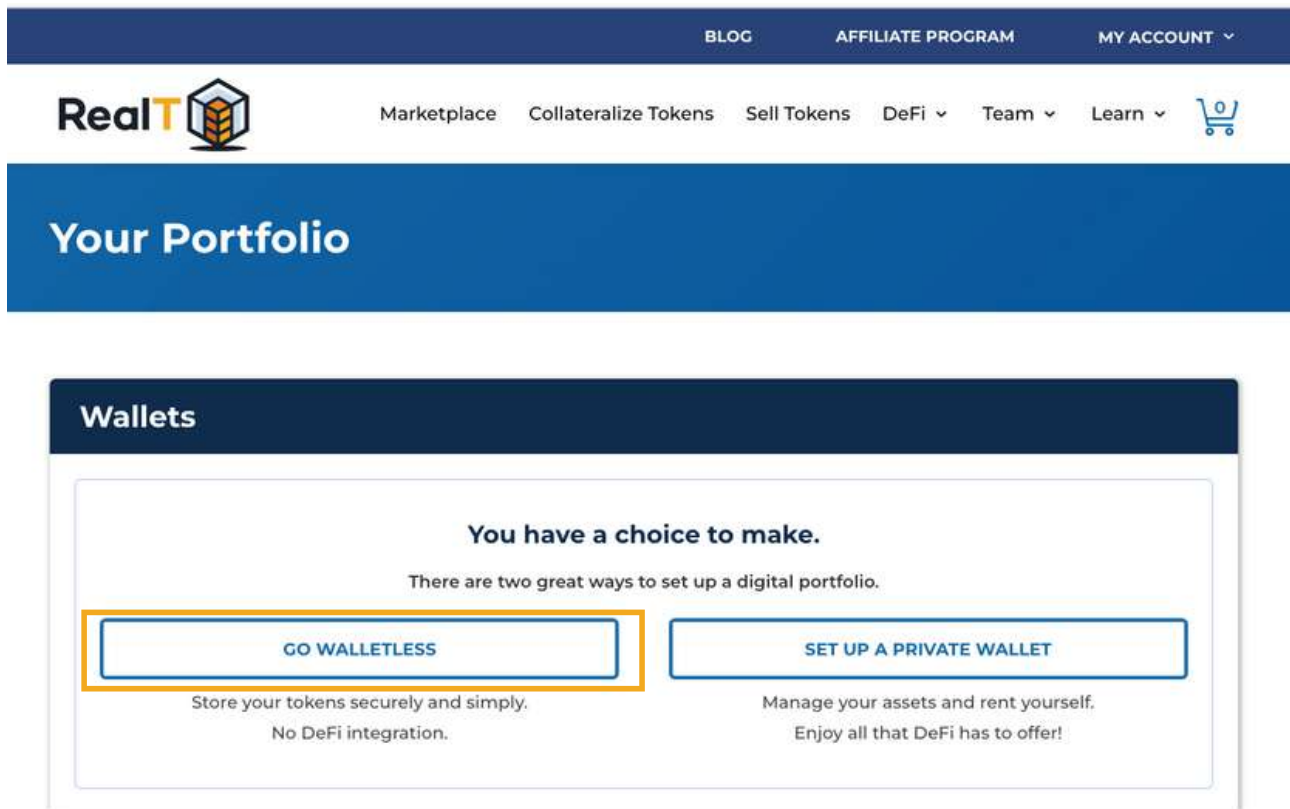 BLOG AFFILIATE PROGRAM MY ACCOUNT
RealT Marketplace Collateralize Tokens Sell Tokens DeFi Team Learn 0
Your Portfolio
Wallets
You have a choice to make.
There are two great ways to set up a digital portfolio.
GO WALLETLESS SET UP A PRIVATE WALLET
Store your tokens securely and simply. Manage your assets and rent yourself.
No DeFi integration. Enjoy all that DeFi has to offer!